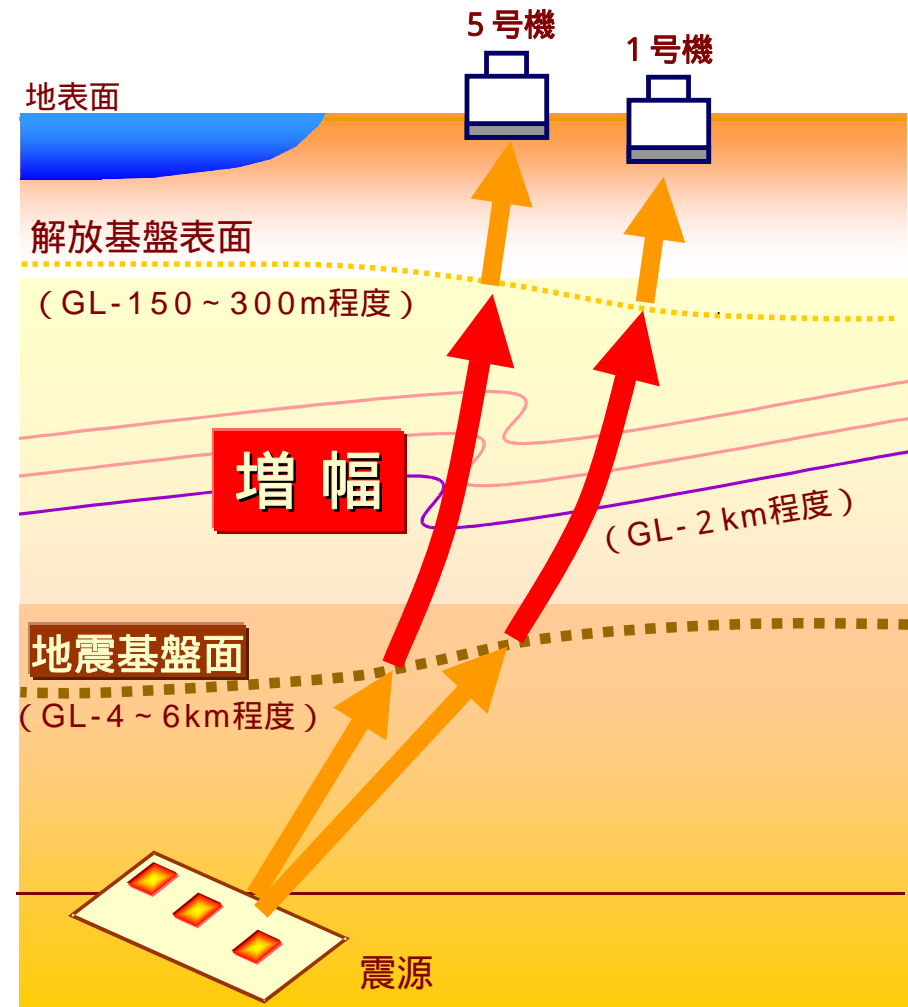 5号機
1号機
地表面
解放基盤表面
（GL-150～300m程度）
増幅
（GL-2km程度）
地震基盤面
（GL-4～6km程度）
震源